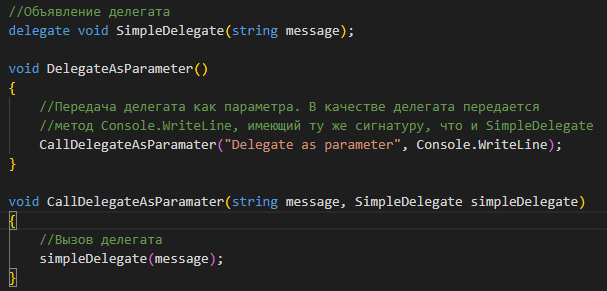 //Объявление делегата
delegate void SimpleDelegate(string message);
void DelegateAsParameter()
{
//Передача делегата как параметра. В качестве делегата передается
//метод Console.WriteLine, имеющий ту же сигнатуру, что и SimpleDelegate
CallDelegateAsParamater("Delegate as parameter", Console.WriteLine);
}
void CallDelegateAsParamater(string message, SimpleDelegate simpleDelegate)
{
//Вызов делегата
simpleDelegate(message);
}